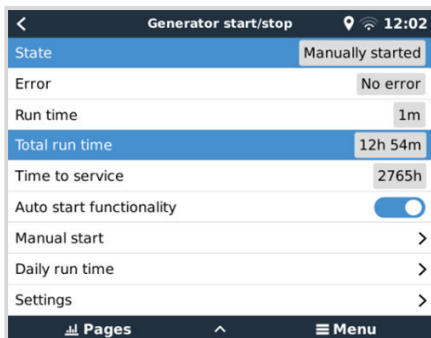 Generator start/stop 12:02
State Manually started
Error No error
Run time 1m
Total run time 12h 54m
Time to service 2765h
Auto start functionality
Manual start
Daily run time
Settings
Pages Menu